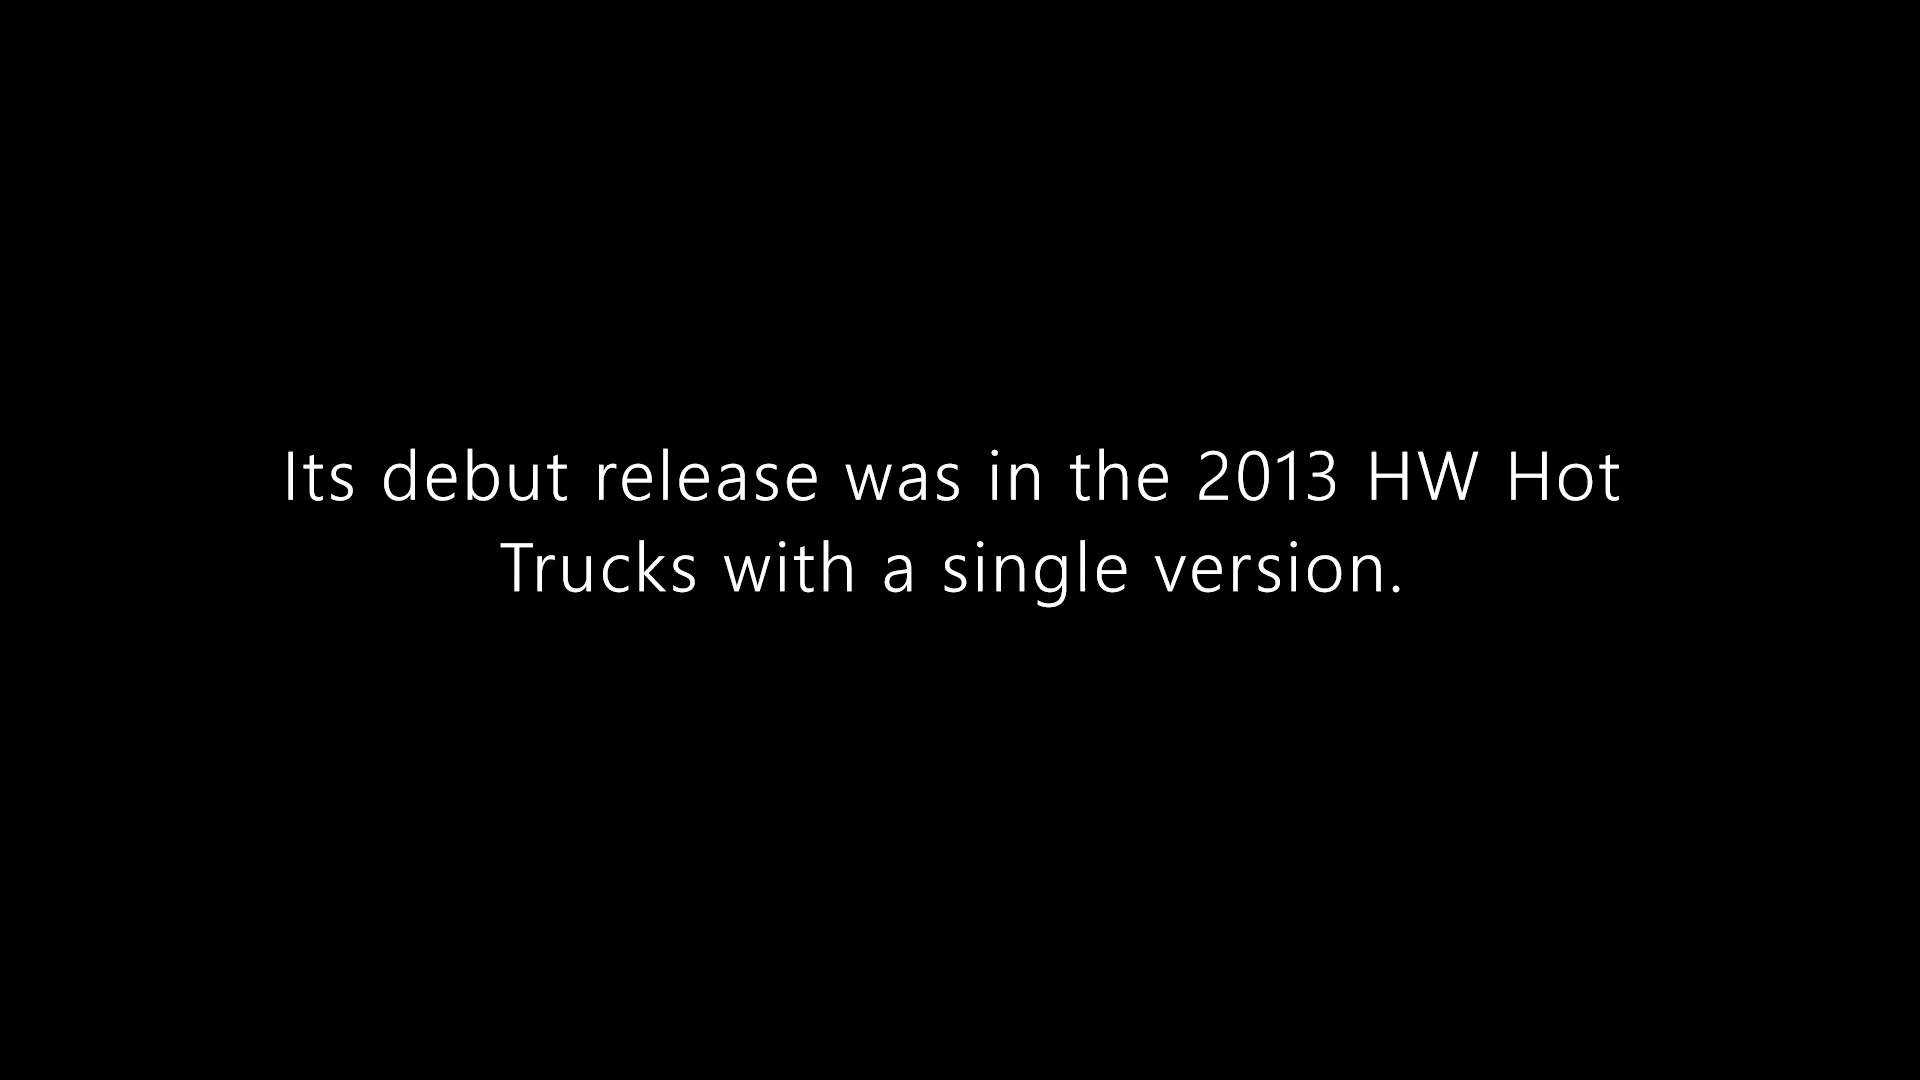 Its debut release was in the 2013 HW Hot
Trucks with a single version.